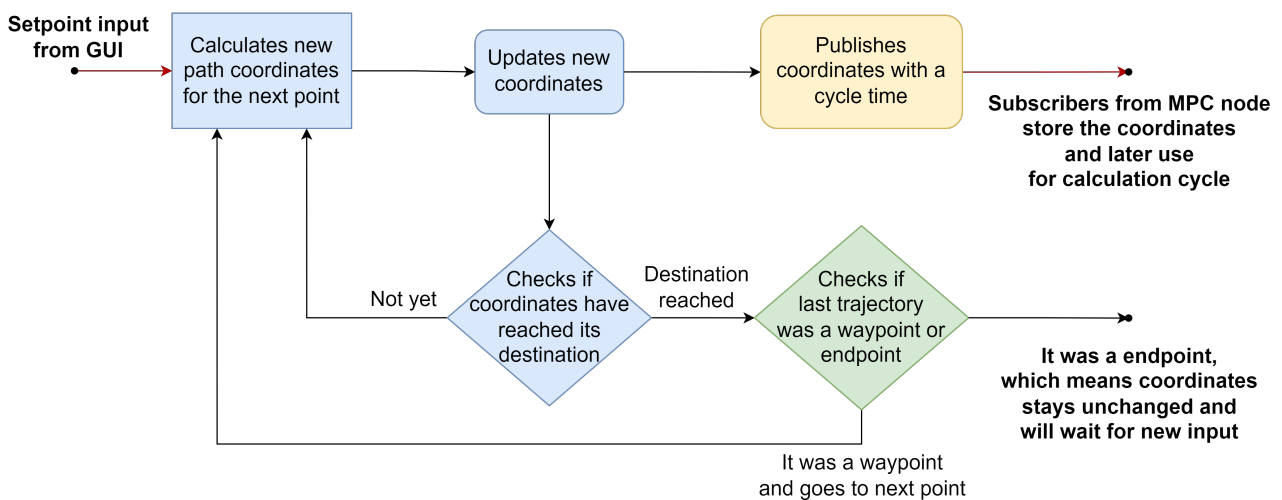 Setpoint input
from GUI
Calculates new
path coordinates
for the next point
Updates new
coordinates
Publishes
coordinates with a
cycle time
Subscribers from MPC node
store the coordinates
and later use
for calculation cycle
Not yet
Checks if
coordinates have
reached its
destination
Destination
reached
Checks if
last trajectory
was a waypoint or
endpoint
It was a endpoint,
which means coordinates
stays unchanged and
will wait for new input
It was a waypoint
and goes to next point